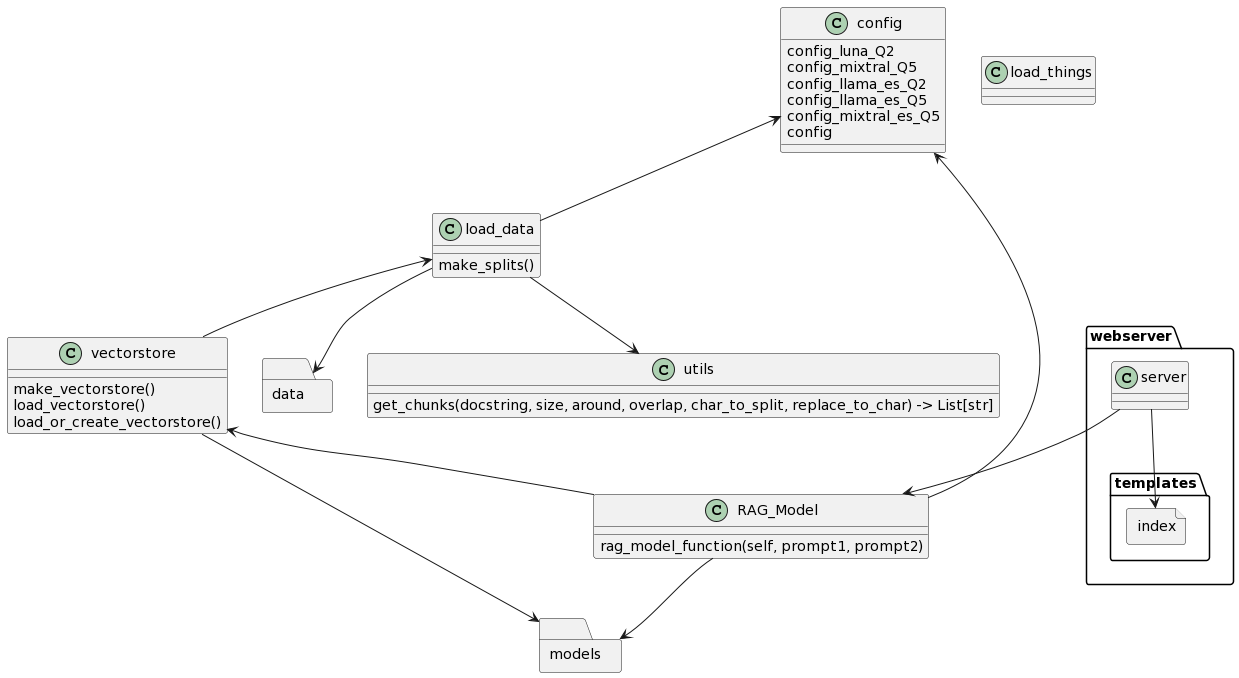 C config
config_luna_Q2
config_mixtral_Q5
config_llama_es_Q2
config_llama_es_Q5
config_mixtral_es_Q5
config
C load_things
C load_data
make_splits()
C vectorstore
make_vectorstore()
load_vectorstore()
load_or_create_vectorstore()
data
C utils
get_chunks(docstring, size, around, overlap, char_to_split, replace_to_char) -> List[str]
webserver
C server
templates
index
C RAG_Model
rag_model_function(self, prompt1, prompt2)
models